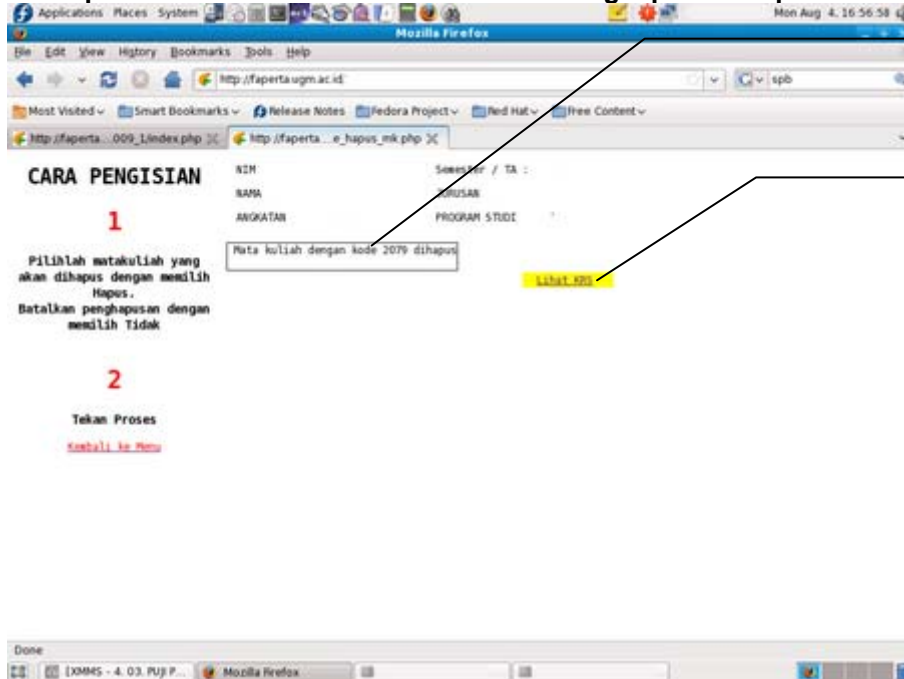 Applications Places System
Mon Aug 4, 16:56:58
Mozilla Firefox
File Edit View History Bookmarks Tools Help
http://faperta.ugm.ac.id/
spb
Most Visited Smart Bookmarks Release Notes Fedora Project Red Hat Free Content
http://faperta...009_1/index.php http://faperta...e_hapus_mk.php
CARA PENGISIAN
1
Pilihlah matakuliah yang
akan dihapus dengan memilih
Hapus.
Batalkan penghapusan dengan
memilih Tidak
2
Tekan Proses
Kembali ke Menu
NIM Semester / TA :
NAMA JURUSAN
ANGKATAN PROGRAM STUDI
Mata kuliah dengan kode 2079 dihapus
Lihat KRS
Done
[XMMS - 4. 03. PUJI P... Mozilla Firefox